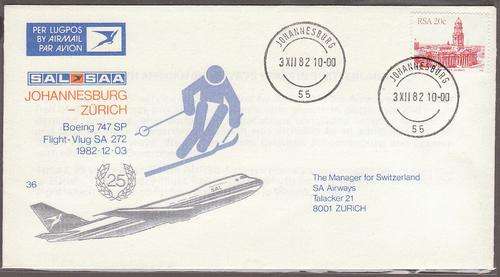 PER LUGPOS
BY AIRMAIL
PAR AVION
SAL SAA
JOHANNESBURG
– ZÜRICH
Boeing 747 SP
Flight-Vlug SA 272
1982·12·03
36
25
SAL
JOHANNESBURG
3 XII 82 10-00
55
RSA 20c
JOHANNESBURG
3 XII 82 10-00
55
The Manager for Switzerland
SA Airways
Talacker 21
8001 ZÜRICH